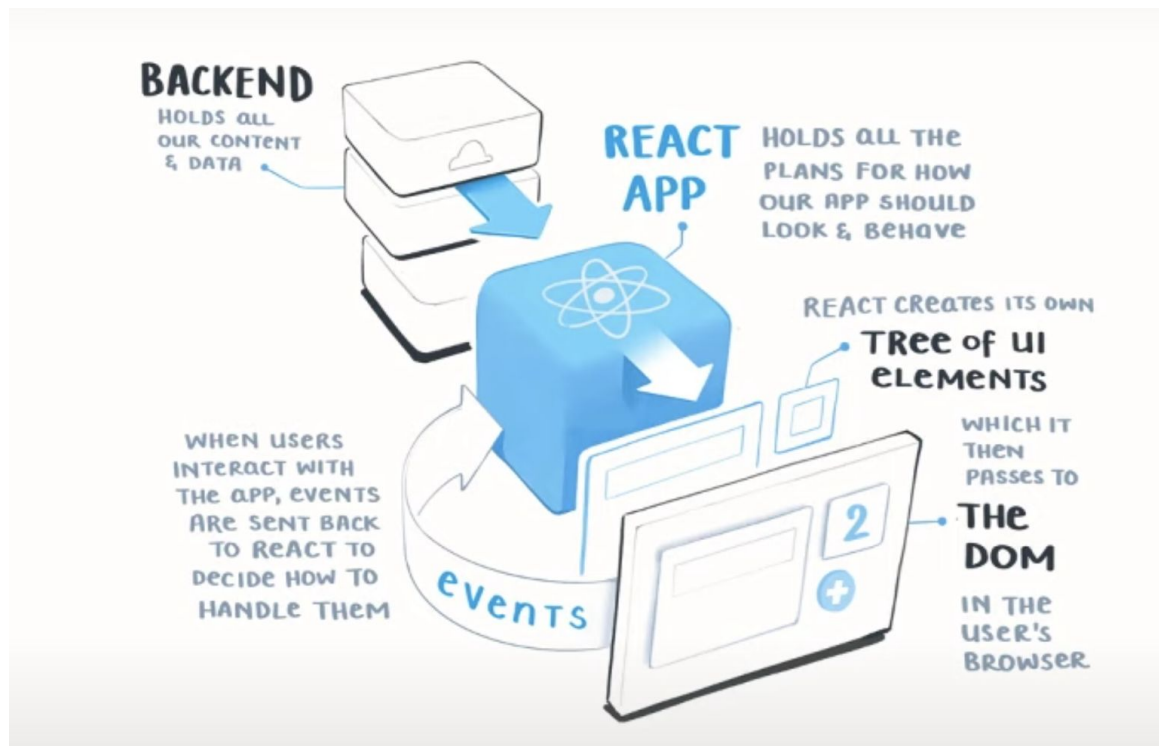 BACKEND
HOLDS ALL
OUR CONTENT
& DATA
REACT
APP
HOLDS ALL THE
PLANS FOR HOW
OUR APP SHOULD
LOOK & BEHAVE
REACT CREATES ITS OWN
TREE OF UI
ELEMENTS
WHICH IT
THEN
PASSES TO
THE
DOM
IN THE
USER'S
BROWSER
2
WHEN USERS
INTERACT WITH
THE APP, EVENTS
ARE SENT BACK
TO REACT TO
DECIDE HOW TO
HANDLE THEM
events